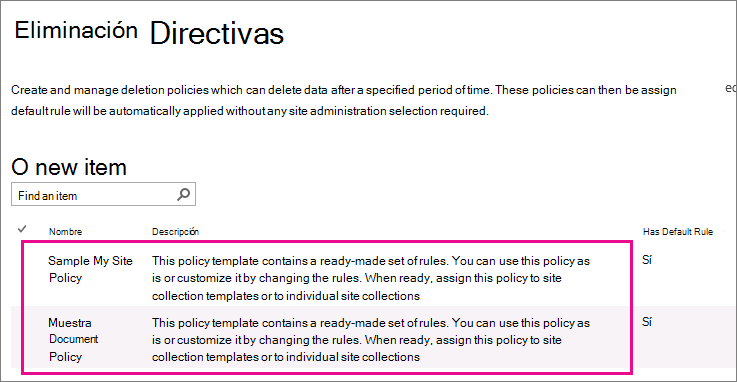 Eliminación Directivas
Create and manage deletion policies which can delete data after a specified period of time. These policies can then be assign ec
default rule will be automatically applied without any site administration selection required.
O new item
Find an item
Nombre Descripción Has Default Rule
Sample My Site This policy template contains a ready-made set of rules. You can use this policy as Sí
Policy is or customize it by changing the rules. When ready, assign this policy to site
collection templates or to individual site collections
Muestra This policy template contains a ready-made set of rules. You can use this policy as Sí
Document is or customize it by changing the rules. When ready, assign this policy to site
Policy collection templates or to individual site collections